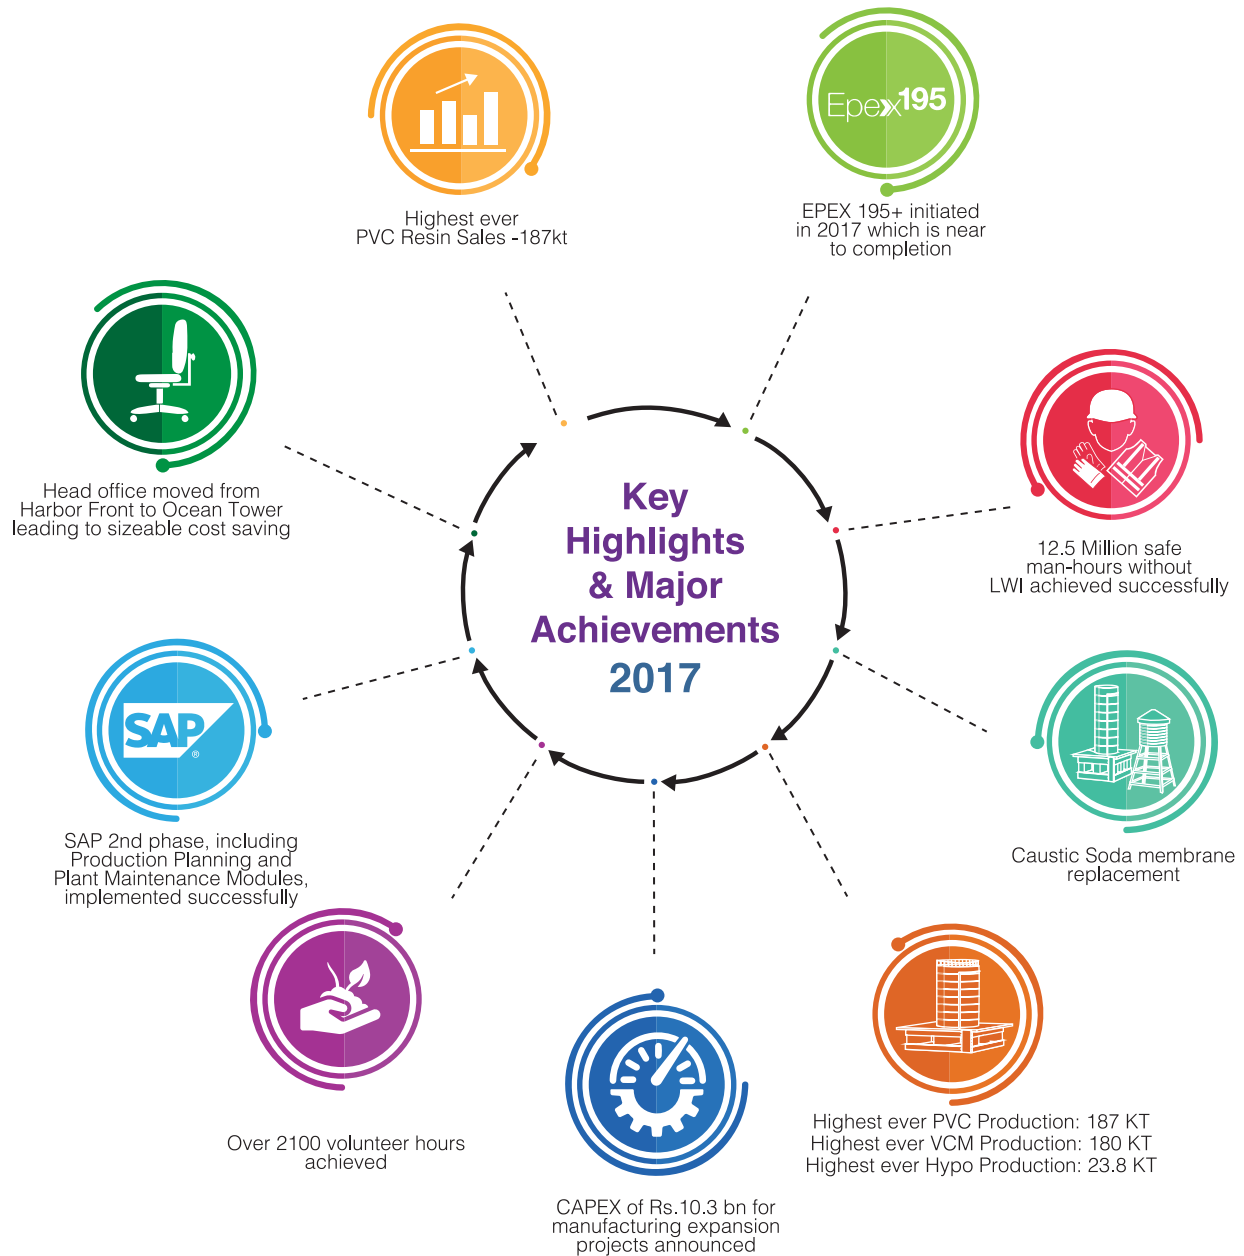 Key
Highlights
& Major
Achievements
2017
Highest ever
PVC Resin Sales -187kt
Epex195
EPEX 195+ initiated
in 2017 which is near
to completion
12.5 Million safe
man-hours without
LWI achieved successfully
Caustic Soda membrane
replacement
Highest ever PVC Production: 187 KT
Highest ever VCM Production: 180 KT
Highest ever Hypo Production: 23.8 KT
CAPEX of Rs.10.3 bn for
manufacturing expansion
projects announced
Over 2100 volunteer hours
achieved
SAP®
SAP 2nd phase, including
Production Planning and
Plant Maintenance Modules,
implemented successfully
Head office moved from
Harbor Front to Ocean Tower
leading to sizeable cost saving